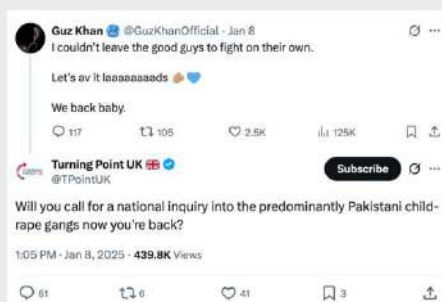 Guz Khan @GuzKhanOfficial · Jan 8
I couldn't leave the good guys to fight on their own.
Let's av it laaaaaaads 👊🏽💙
We back baby.
117 105 2.5K 125K
Turning Point UK 🇬🇧
@TPointUK
Subscribe
Will you call for a national inquiry into the predominantly Pakistani child-
rape gangs now you're back?
1:05 PM · Jan 8, 2025 · 439.8K Views
61 6 41 3